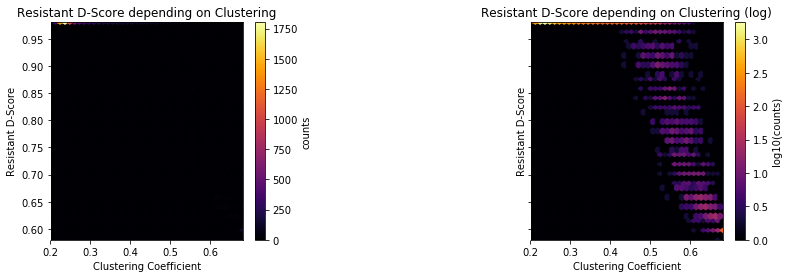 Resistant D-Score depending on Clustering
Resistant D-Score
0.95
0.90
0.85
0.80
0.75
0.70
0.65
0.60
0.2 0.3 0.4 0.5 0.6
Clustering Coefficient
1750
1500
1250
1000
750
500
250
0
counts
Resistant D-Score depending on Clustering (log)
Resistant D-Score
0.2 0.3 0.4 0.5 0.6
Clustering Coefficient
3.0
2.5
2.0
1.5
1.0
0.5
0.0
log10(counts)